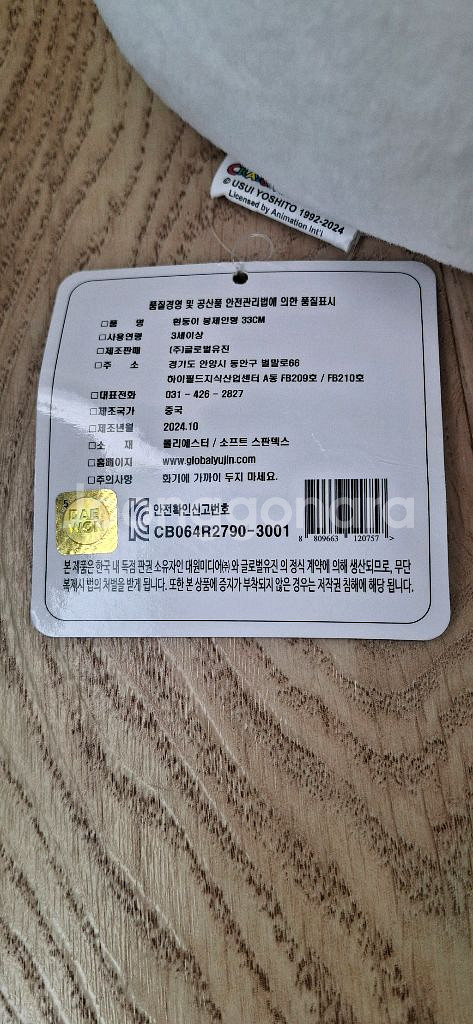 © USUI YOSHITO 1992-2024
Licensed by Animation Int'l
품질경영 및 공산품 안전관리법에 의한 품질표시
□품 명 흰둥이 봉제인형 33CM
□사용연령 3세이상
□제조판매 (주)글로벌유진
□주 소 경기도 안양시 동안구 벌말로66
하이필드지식산업센터 A동 FB209호 / FB210호
□대표전화 031 - 426 - 2827
□제조국가 중국
□제조년월 2024.10
□소 재 폴리에스터 / 소프트 스판덱스
□홈페이지 www.globalyujin.com
□주의사항 화기에 가까이 두지 마세요.
DAE
WON
안전확인신고번호
CB064R2790-3001
8 809663 120757 >
본 제품은 한국 내 독점 판권 소유자인 대원미디어㈜ 와 글로벌유진 의 정식 계약에 의해 생산되므로, 무단
복제시 법의 처벌을 받게 됩니다. 또한 본 상품에 증지가 부착되지 않은 경우는 저작권 침해에 해당 됩니다.